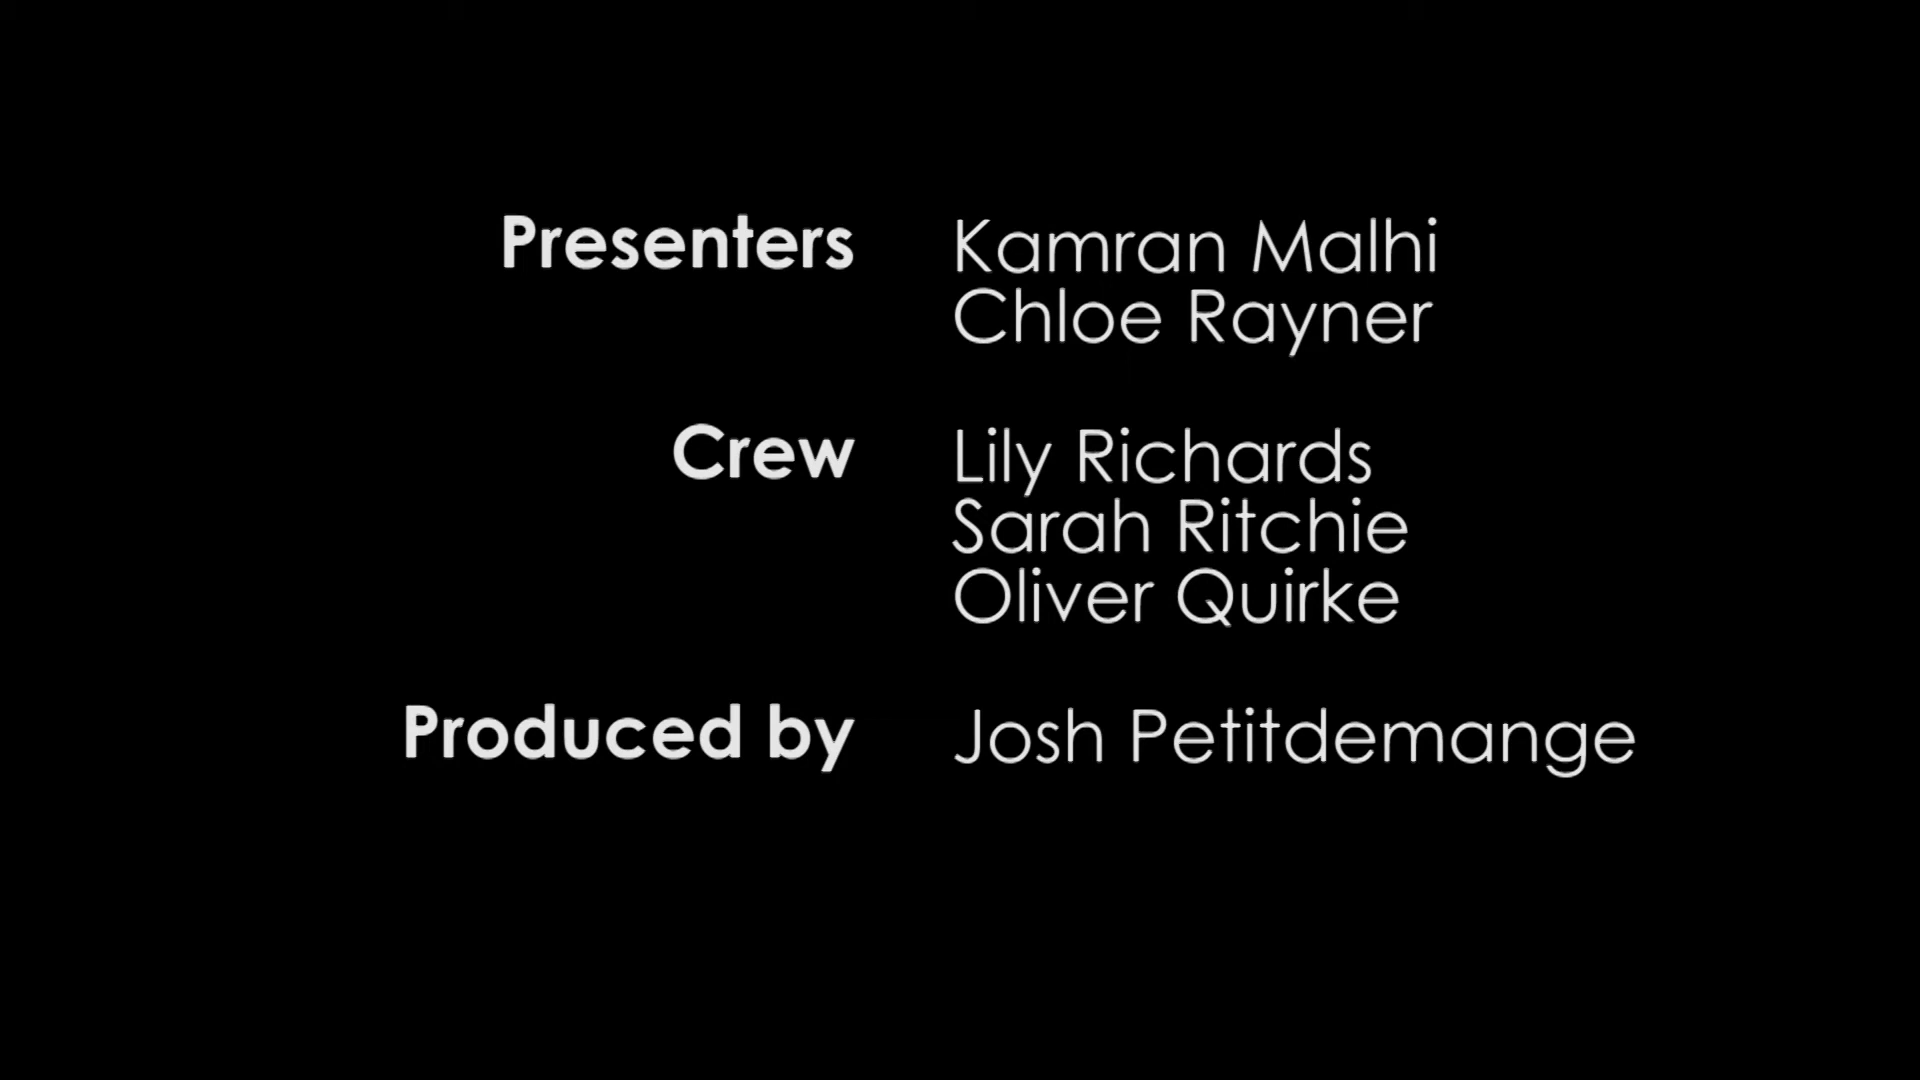 Presenters Kamran Malhi
Chloe Rayner
Crew Lily Richards
Sarah Ritchie
Oliver Quirke
Produced by Josh Petitdemange